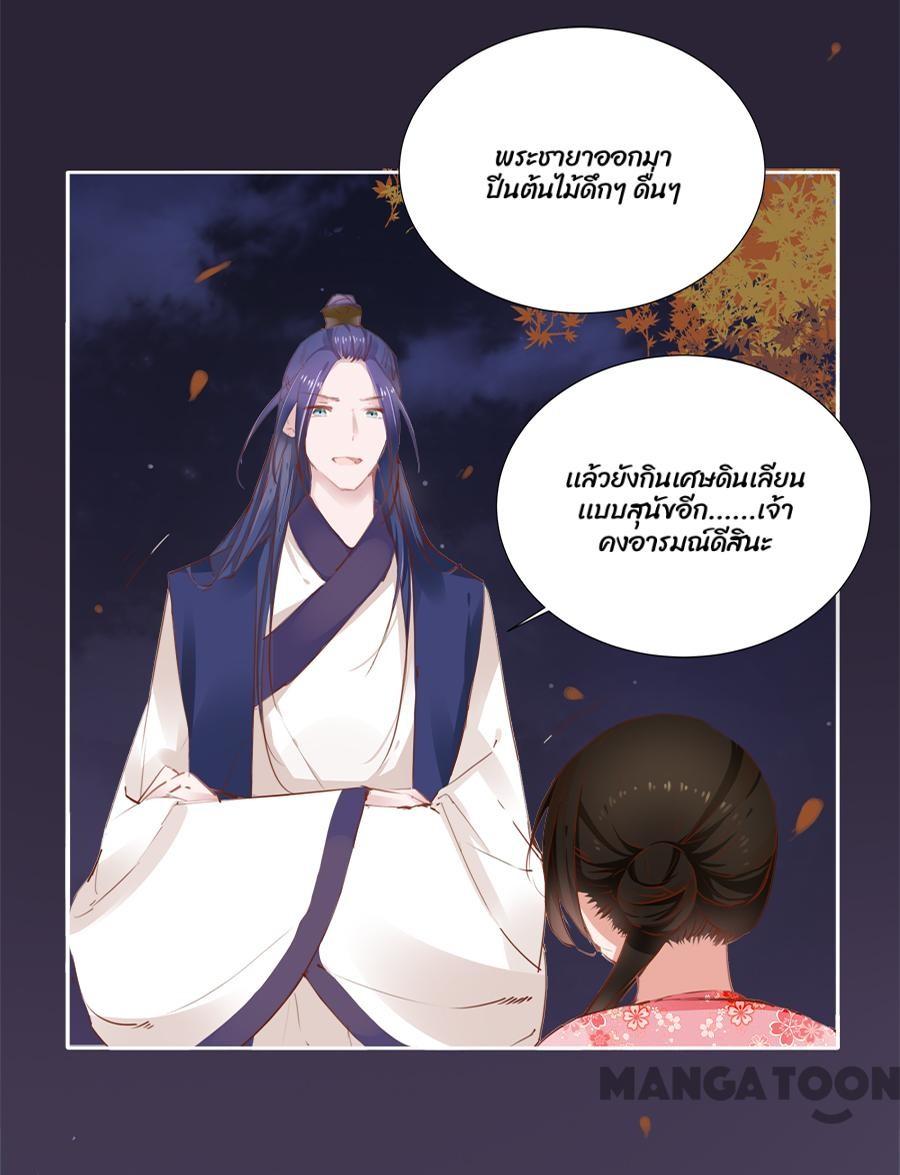 พระชายาออกมา
ปีนต้นไม้ดึกๆ ดื่นๆ
แล้วยังกินเศษดินเลียน
แบบสุนัขอีก......เจ้า
คงอารมณ์ดีสินะ
MANGATOON